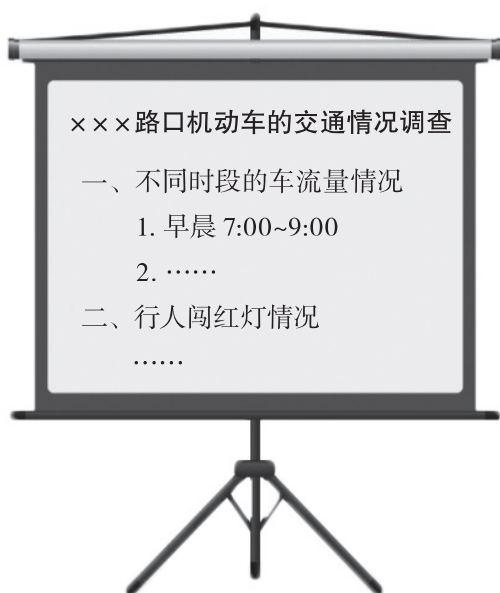 ×××路口机动车的交通情况调查
一、不同时段的车流量情况
1. 早晨 7:00~9:00
2. ……
二、行人闯红灯情况
……